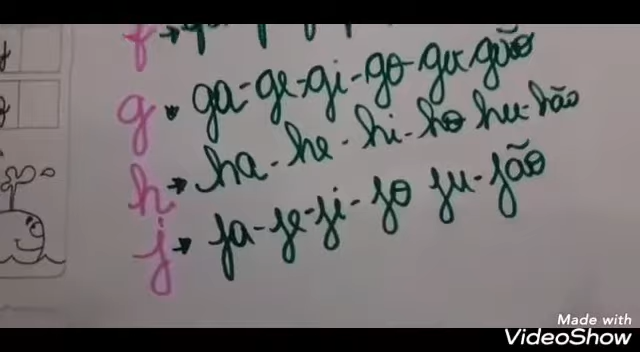 g → ga - ge - gi - go gu gão
h → ha - he - hi - ho hu - hão
j → ja - je - ji - jo ju - jão
Made with
VideoShow